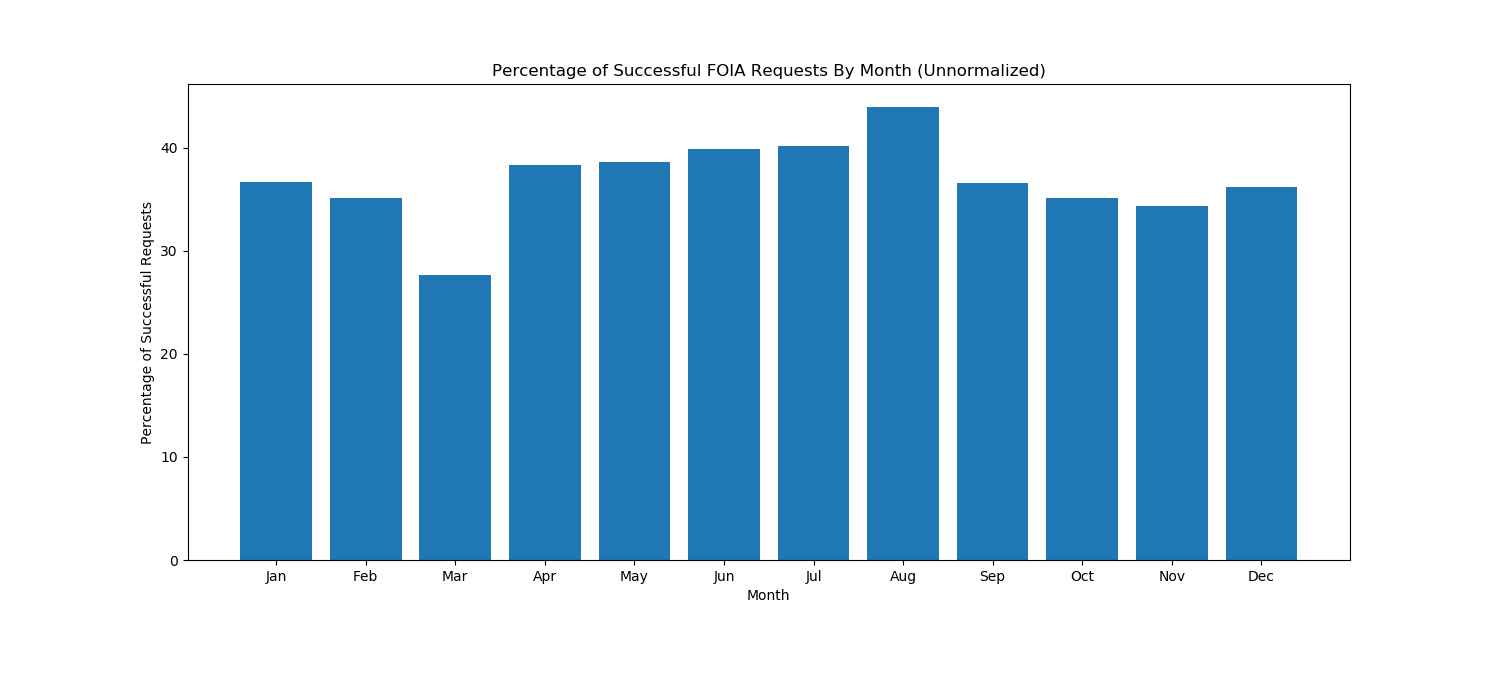 Percentage of Successful FOIA Requests By Month (Unnormalized)
Percentage of Successful Requests
40
30
20
10
0
Jan Feb Mar Apr May Jun Jul Aug Sep Oct Nov Dec
Month